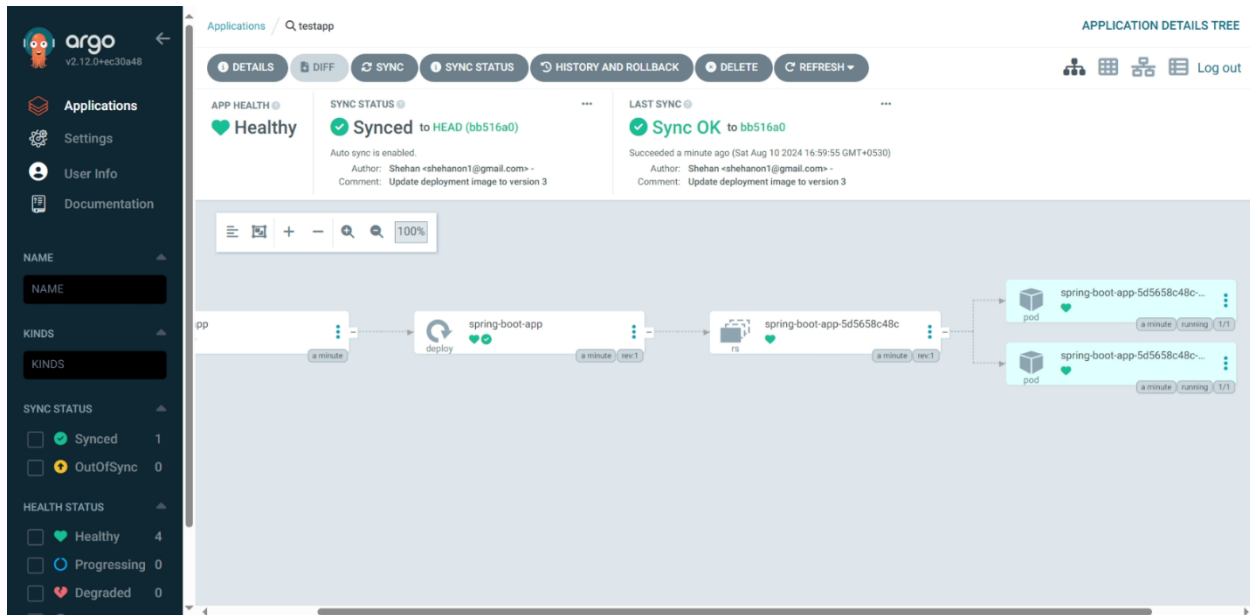 argo
v2.12.0+ec30a48
Applications
Settings
User Info
Documentation
NAME
NAME
KINDS
KINDS
SYNC STATUS
Synced 1
OutOfSync 0
HEALTH STATUS
Healthy 4
Progressing 0
Degraded 0
Applications / testapp
APPLICATION DETAILS TREE
DETAILS DIFF SYNC SYNC STATUS HISTORY AND ROLLBACK DELETE REFRESH
Log out
APP HEALTH
Healthy
SYNC STATUS
Synced to HEAD (bb516a0)
Auto sync is enabled.
Author: Shehan <shehanon1@gmail.com> -
Comment: Update deployment image to version 3
LAST SYNC
Sync OK to bb516a0
Succeeded a minute ago (Sat Aug 10 2024 16:59:55 GMT+0530)
Author: Shehan <shehanon1@gmail.com> -
Comment: Update deployment image to version 3
100%
pp
a minute
spring-boot-app
deploy
a minute rev:1
spring-boot-app-5d5658c48c
rs
a minute rev:1
spring-boot-app-5d5658c48c-...
pod
a minute running 1/1
spring-boot-app-5d5658c48c-...
pod
a minute running 1/1